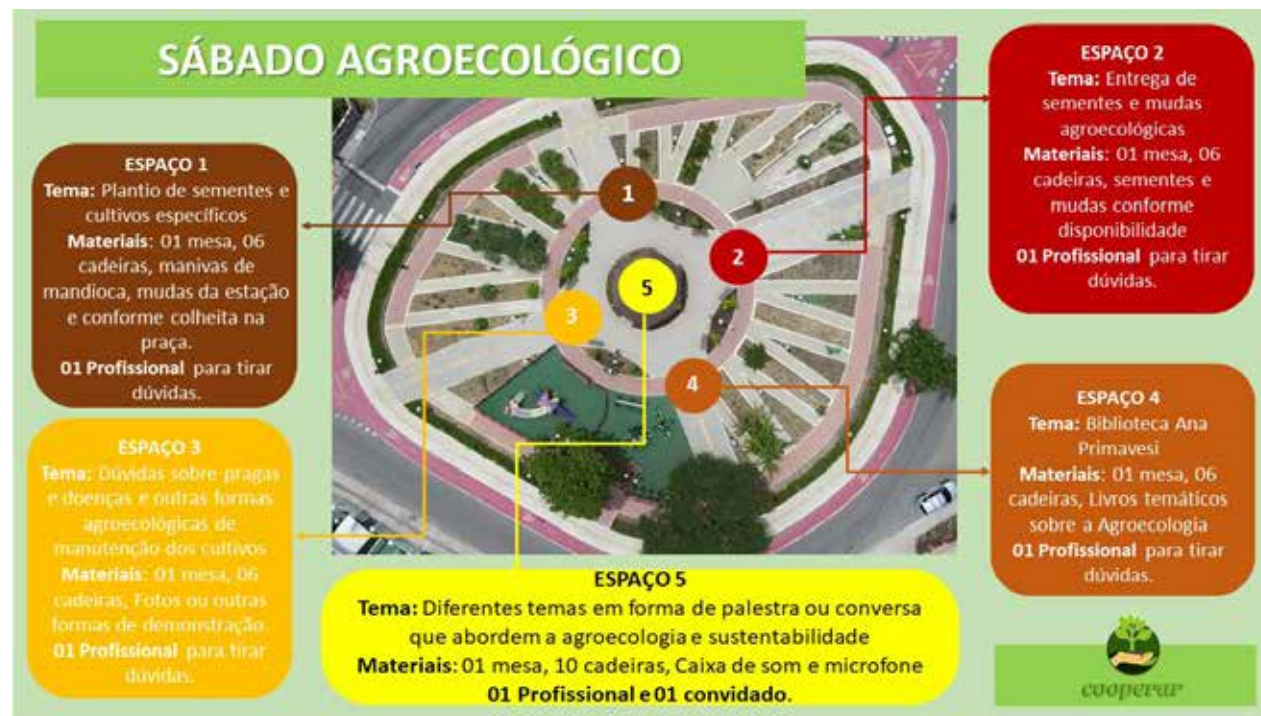 SÁBADO AGROECOLÓGICO
ESPAÇO 1
Tema: Plantio de sementes e
cultivos específicos
Materiais: 01 mesa, 06
cadeiras, manivas de
mandioca, mudas da estação
e conforme colheita na
praça.
01 Profissional para tirar
dúvidas.
ESPAÇO 2
Tema: Entrega de
sementes e mudas
agroecológicas
Materiais: 01 mesa, 06
cadeiras, sementes e
mudas conforme
disponibilidade
01 Profissional para tirar
dúvidas.
1
2
5
3
4
ESPAÇO 3
Tema: Dúvidas sobre pragas
e doenças e outras formas
agroecológicas de
manutenção dos cultivos
Materiais: 01 mesa, 06
cadeiras, Fotos ou outras
formas de demonstração.
01 Profissional para tirar
dúvidas.
ESPAÇO 4
Tema: Biblioteca Ana
Primavesi
Materiais: 01 mesa, 06
cadeiras, Livros temáticos
sobre a Agroecologia
01 Profissional para tirar
dúvidas.
ESPAÇO 5
Tema: Diferentes temas em forma de palestra ou conversa
que abordem a agroecologia e sustentabilidade
Materiais: 01 mesa, 10 cadeiras, Caixa de som e microfone
01 Profissional e 01 convidado.
cooperar